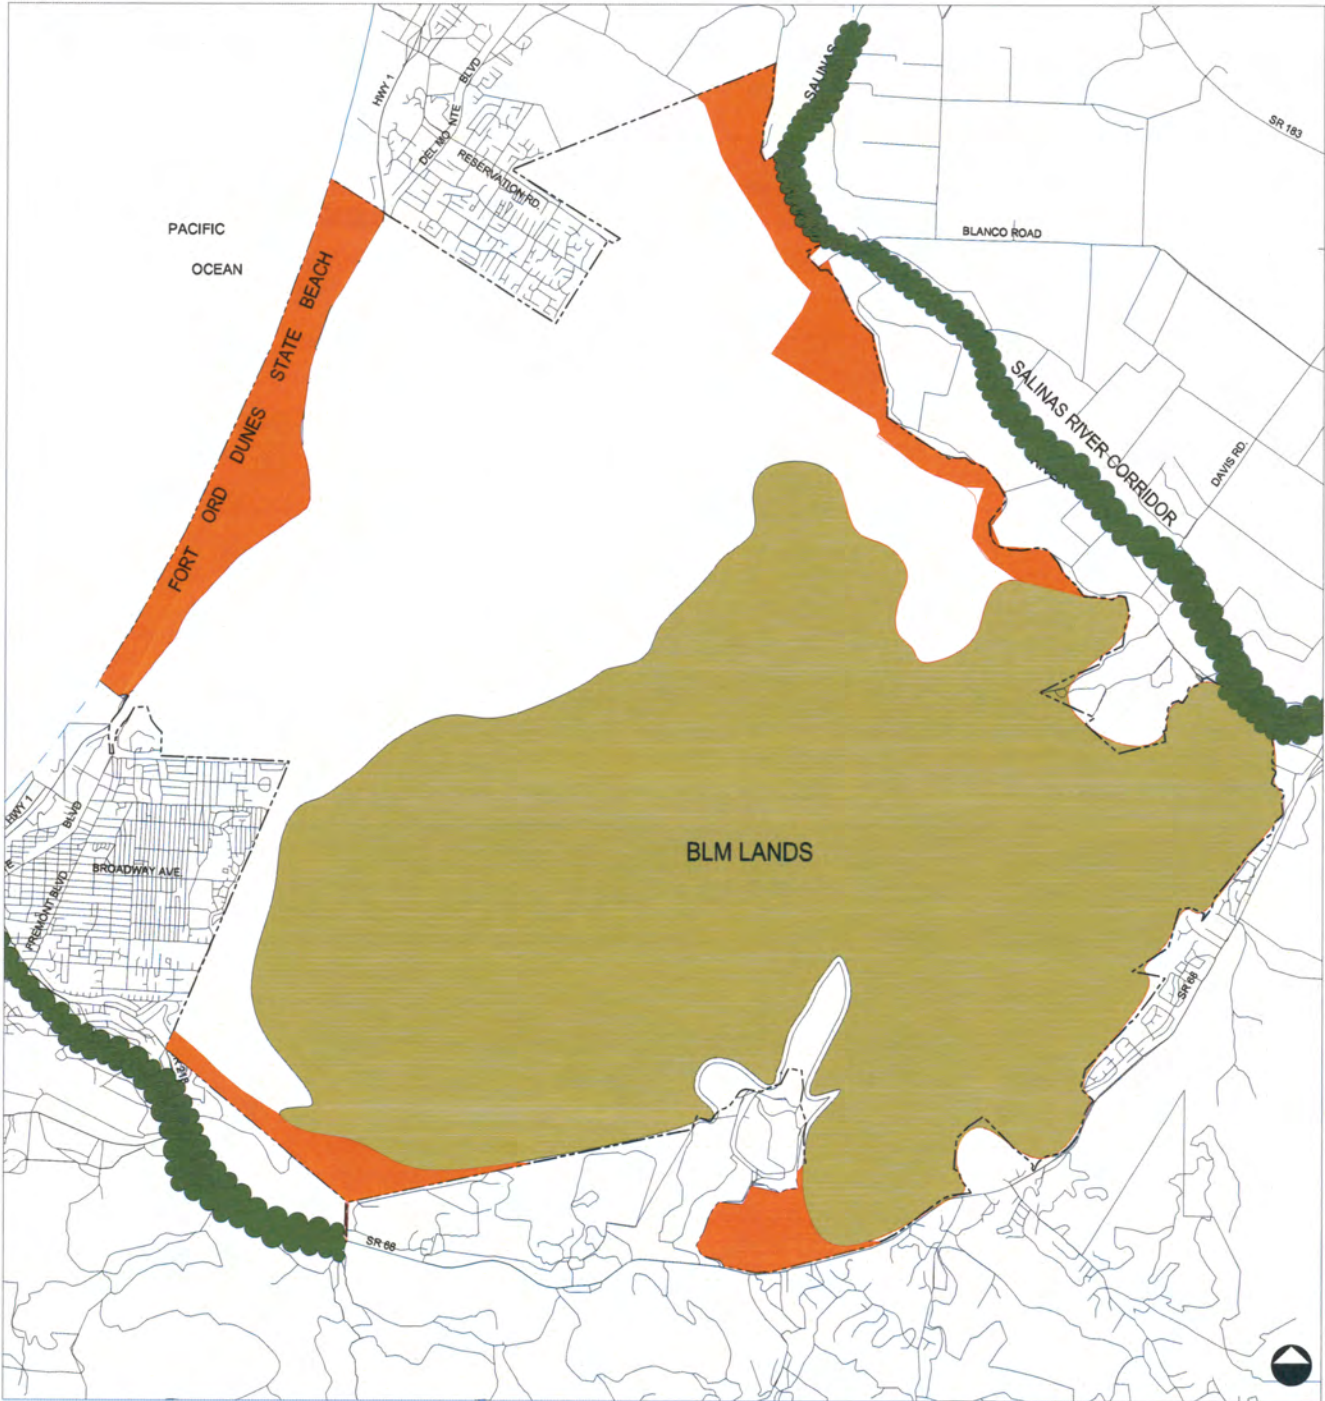 SALINAS
HWY 1
DEL MONTE BLVD
RESERVATION RD.
SR 183
PACIFIC
OCEAN
BLANCO ROAD
FORT ORD DUNES STATE BEACH
SALINAS RIVER CORRIDOR
DAVIS RD.
BLM LANDS
HWY 1
BLVD
BROADWAY AVE
FREMONT BLVD
SR 68
SR 68